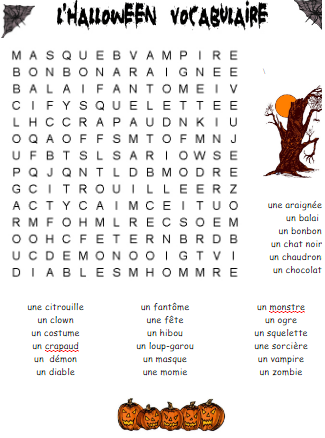 L'HALLOWEEN VOCABULAIRE
M A S Q U E B V A M P I R E
B O N B O N A R A I G N E E
B A L A I F A N T O M E I V
C I F Y S Q U E L E T T E E
L H C C R A P A U D N K I U
O Q A O F F S M T O F M N J
U F B T S L S A R I O W S E
P Q J Q N T L D B M O D R E
G C I T R O U I L L E E R Z
A C T Y C A I M C E I T U O
R M F O H M L R E C S O E M
O O H C F E T E R N B R D B
U C D E M O N O O I G T V I
D I A B L E S M H O M M R E
une araignée
un balai
un bonbon
un chat noir
un chaudron
un chocolat
une citrouille un fantôme un monstre
un clown une fête un ogre
un costume un hibou un squelette
un crapaud un loup-garou une sorcière
un démon un masque un vampire
un diable une momie un zombie